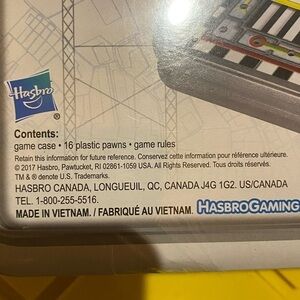 Hasbro
Contents:
game case • 16 plastic pawns • game rules
Retain this information for future reference. Conservez cette information pour référence ultérieure.
© 2017 Hasbro, Pawtucket, RI 02861-1059 USA. All Rights Reserved. Tous droits réservés.
TM & ® denote U.S. Trademarks.
HASBRO CANADA, LONGUEUIL, QC, CANADA J4G 1G2. US/CANADA
TEL. 1-800-255-5516.
MADE IN VIETNAM. / FABRIQUÉ AU VIETNAM.
HASBROGAMING